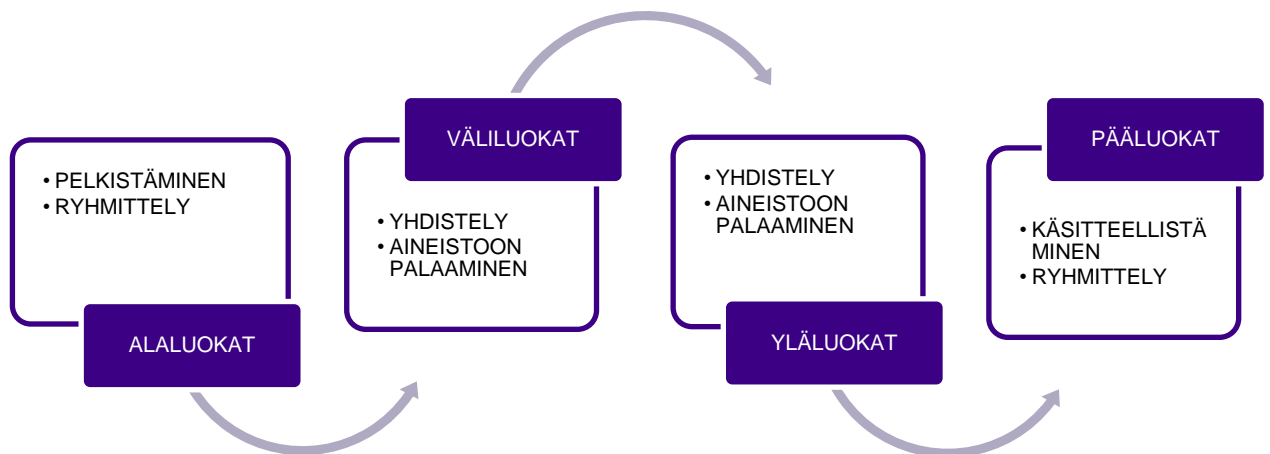 • PELKISTÄMINEN
• RYHMITTELY
ALALUOKAT
VÄLILUOKAT
• YHDISTELY
• AINEISTOON
PALAAMINEN
• YHDISTELY
• AINEISTOON
PALAAMINEN
YLÄLUOKAT
PÄÄLUOKAT
• KÄSITTEELLISTÄ
MINEN
• RYHMITTELY